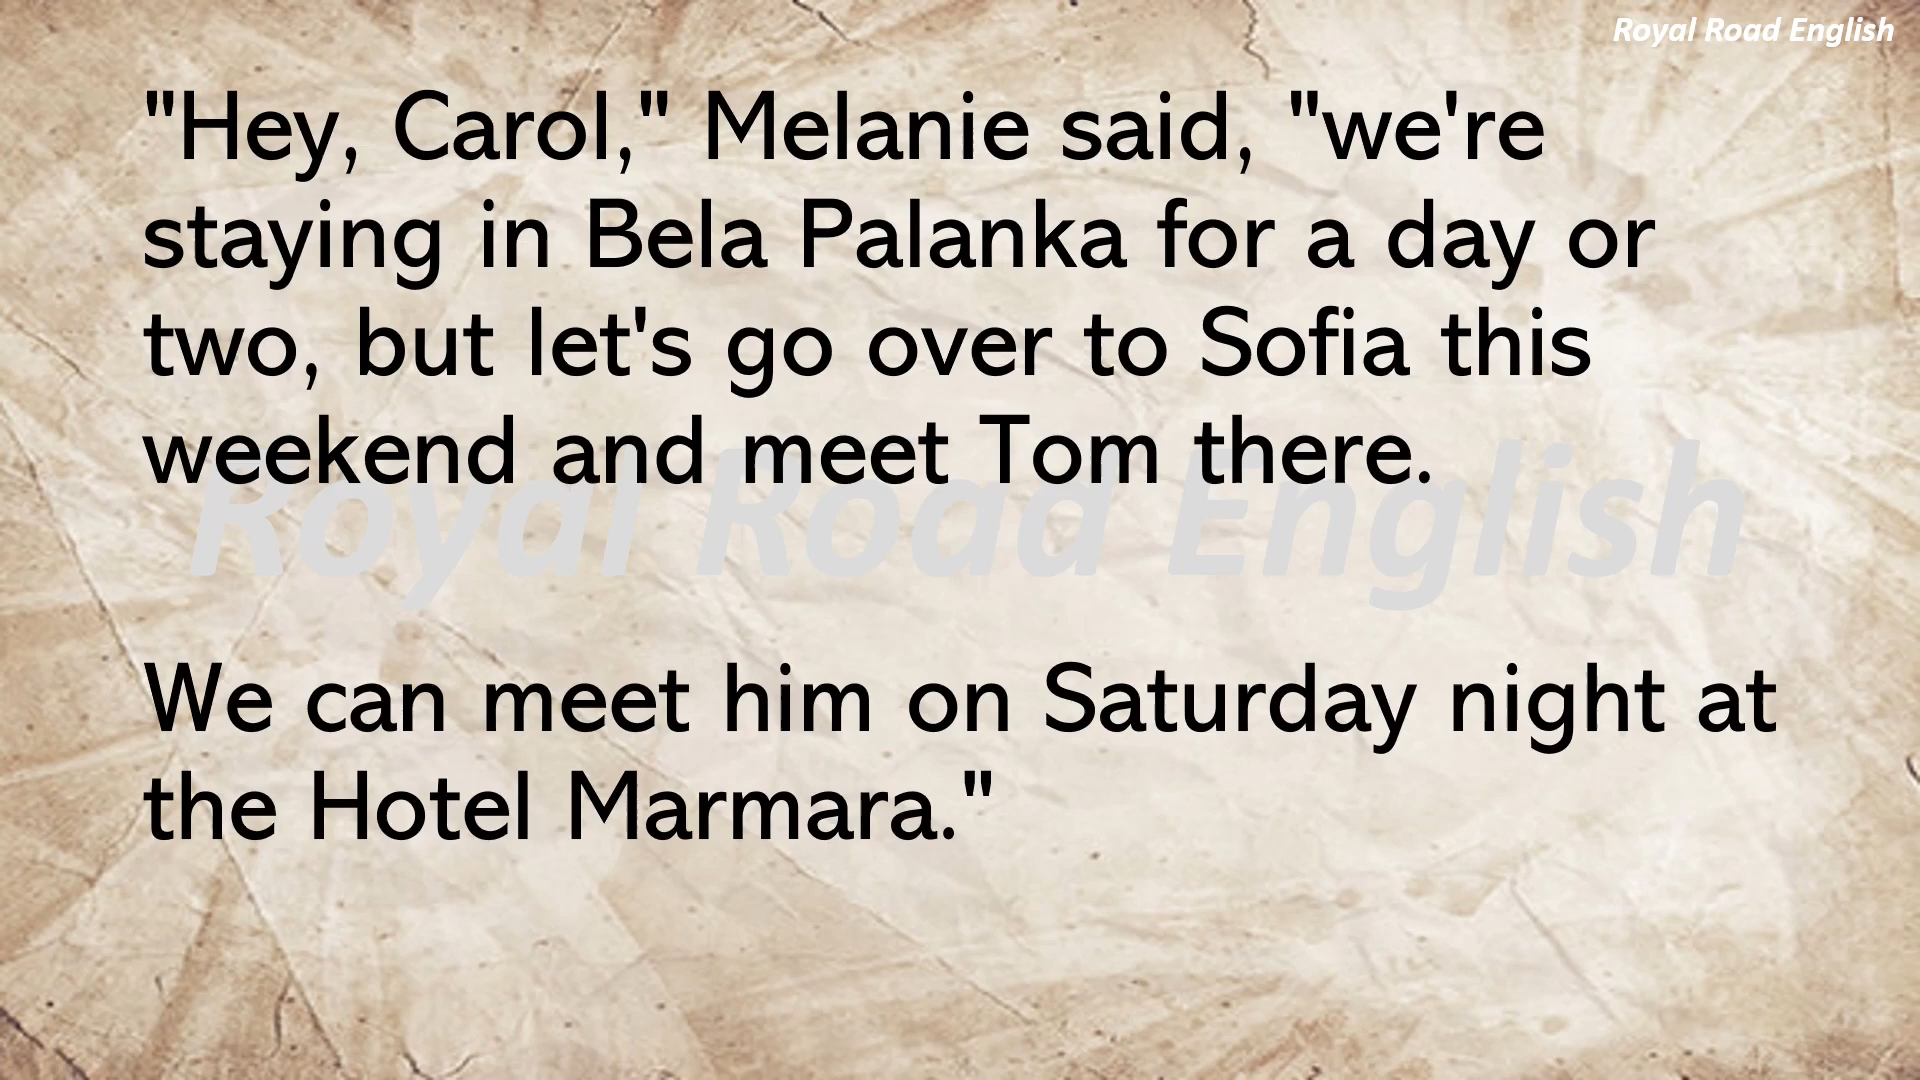 Royal Road English
"Hey, Carol," Melanie said, "we're
staying in Bela Palanka for a day or
two, but let's go over to Sofia this
weekend and meet Tom there.
Royal Road English
We can meet him on Saturday night at
the Hotel Marmara."